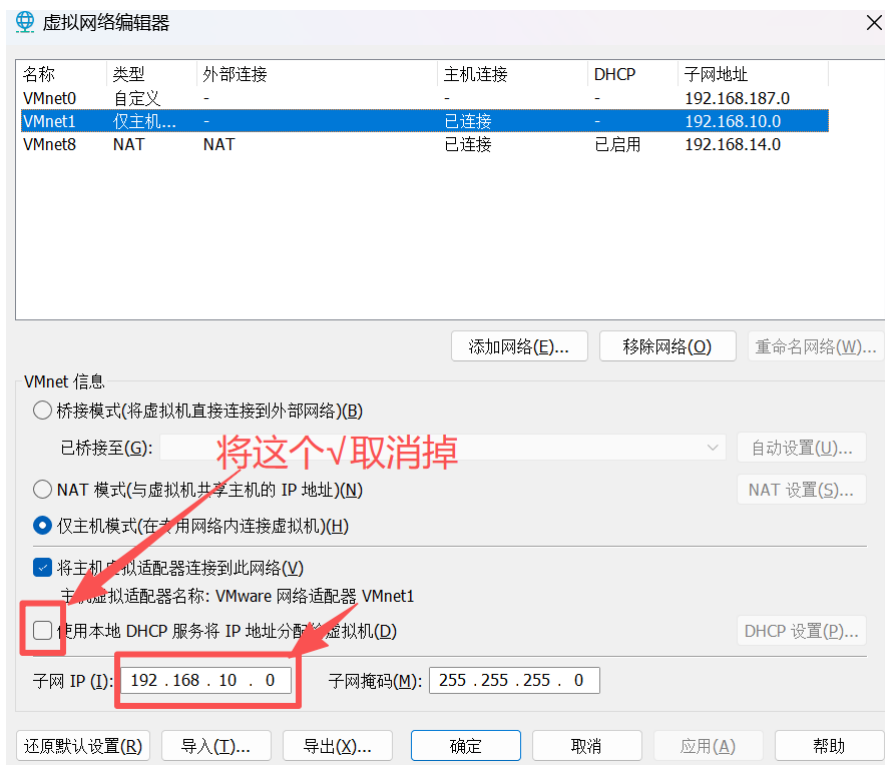 虚拟网络编辑器
名称 类型 外部连接 主机连接 DHCP 子网地址
VMnet0 自定义 - - - 192.168.187.0
VMnet1 仅主机... - 已连接 - 192.168.10.0
VMnet8 NAT NAT 已连接 已启用 192.168.14.0
添加网络(E)... 移除网络(O) 重命名网络(W)...
VMnet 信息
桥接模式(将虚拟机直接连接到外部网络)(B)
已桥接至(G): 自动设置(U)...
将这个√取消掉
NAT 模式(与虚拟机共享主机的 IP 地址)(N) NAT 设置(S)...
仅主机模式(在专用网络内连接虚拟机)(H)
将主机虚拟适配器连接到此网络(V)
主机虚拟适配器名称: VMware 网络适配器 VMnet1
使用本地 DHCP 服务将 IP 地址分配给虚拟机(D) DHCP 设置(P)...
子网 IP (I): 192 . 168 . 10 . 0 子网掩码(M): 255 . 255 . 255 . 0
还原默认设置(R) 导入(T)... 导出(X)... 确定 取消 应用(A) 帮助